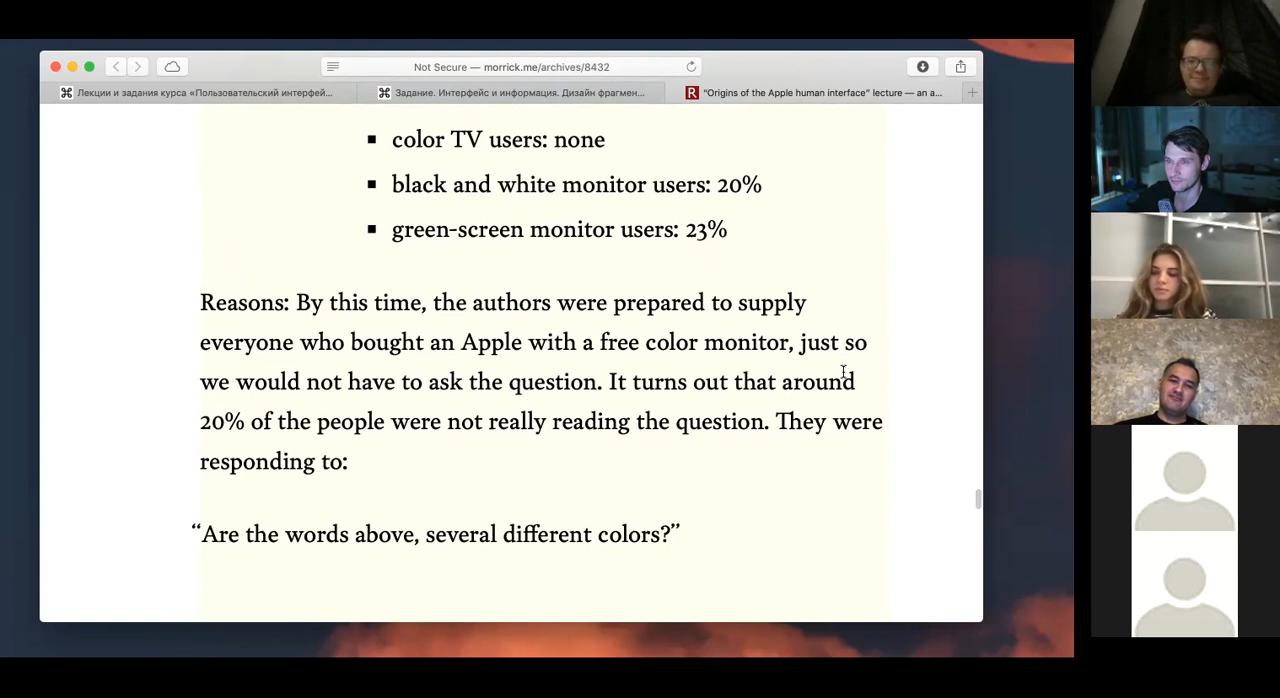 Not Secure — morrick.me/archives/8432
Лекции и задания курса «Пользовательский интерфей...
Задание. Интерфейс и информация. Дизайн фрагмен...
R "Origins of the Apple human interface" lecture — an a...
▪ color TV users: none
▪ black and white monitor users: 20%
▪ green-screen monitor users: 23%
Reasons: By this time, the authors were prepared to supply
everyone who bought an Apple with a free color monitor, just so
we would not have to ask the question. It turns out that around
20% of the people were not really reading the question. They were
responding to:
“Are the words above, several different colors?”